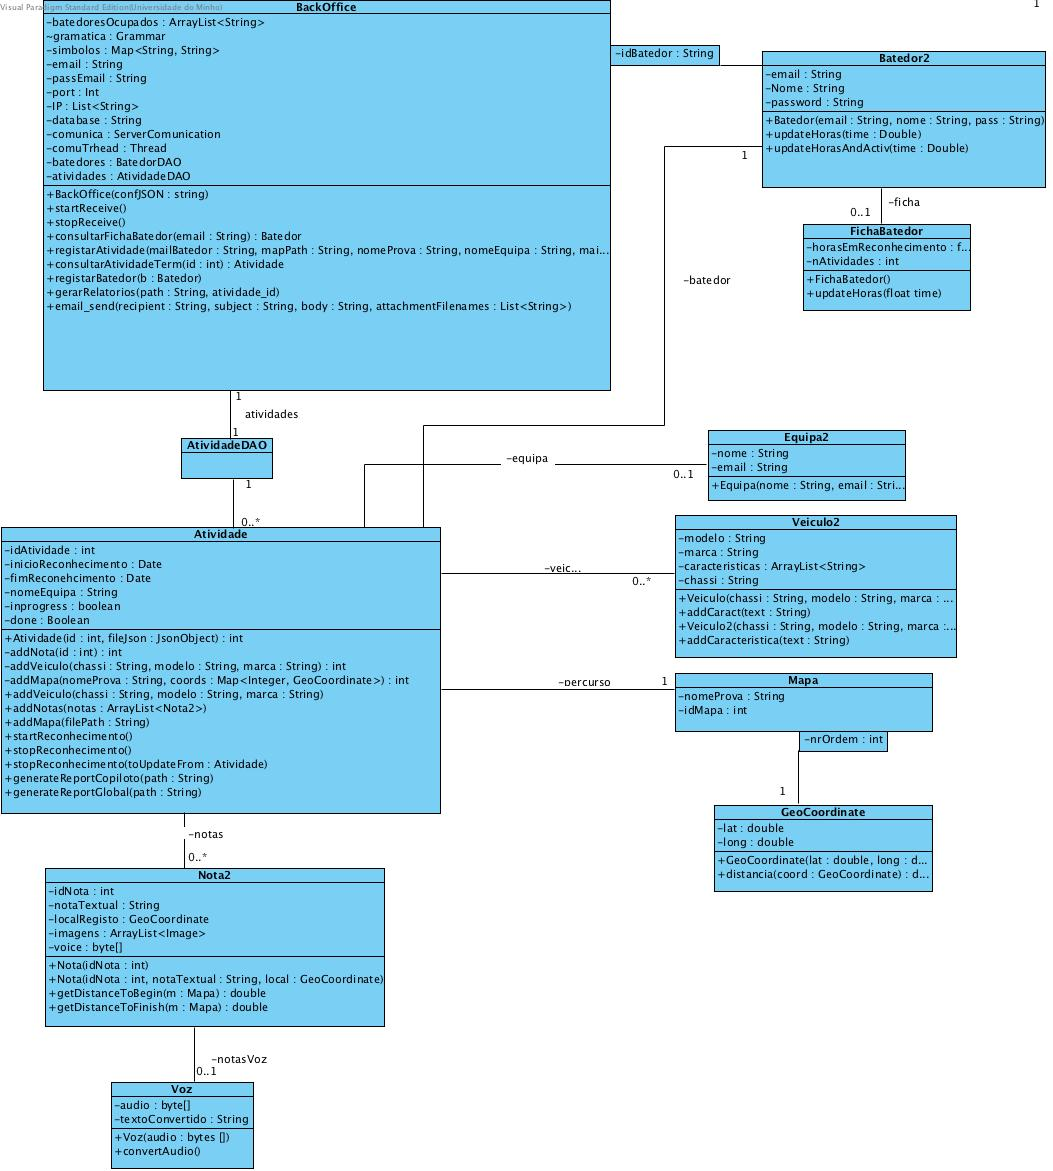 Visual Paradigm Standard Edition(Universidade do Minho)
1
BackOffice
-batedoresOcupados : ArrayList<String>
~gramatica : Grammar
-simbolos : Map<String, String>
-email : String
-passEmail : String
-port : Int
-IP : List<String>
-database : String
-comunica : ServerComunication
-comuTrhead : Thread
-batedores : BatedorDAO
-atividades : AtividadeDAO
+BackOffice(confJSON : string)
+startReceive()
+stopReceive()
+consultarFichaBatedor(email : String) : Batedor
+registarAtividade(mailBatedor : String, mapPath : String, nomeProva : String, nomeEquipa : String, mai...
+consultarAtividadeTerm(id : int) : Atividade
+registarBatedor(b : Batedor)
+gerarRelatorios(path : String, atividade_id)
+email_send(recipient : String, subject : String, body : String, attachmentFilenames : List<String>)
-idBatedor : String
Batedor2
-email : String
-Nome : String
-password : String
+Batedor(email : String, nome : String, pass : String)
+updateHoras(time : Double)
+updateHorasAndActiv(time : Double)
1
-ficha
0..1
FichaBatedor
-horasEmReconhecimento : f...
-nAtividades : int
+FichaBatedor()
+updateHoras(float time)
-batedor
1
atividades
1
AtividadeDAO
1
0..*
-equipa
0..1
Equipa2
-nome : String
-email : String
+Equipa(nome : String, email : Stri...
Atividade
-idAtividade : int
-inicioReconhecimento : Date
-fimReconehcimento : Date
-nomeEquipa : String
-inprogress : boolean
-done : Boolean
+Atividade(id : int, fileJson : JsonObject) : int
-addNota(id : int) : int
-addVeiculo(chassi : String, modelo : String, marca : String) : int
-addMapa(nomeProva : String, coords : Map<Integer, GeoCoordinate>) : int
+addVeiculo(chassi : String, modelo : String, marca : String)
+addNotas(notas : ArrayList<Nota2>)
+addMapa(filePath : String)
+startReconhecimento()
+stopReconhecimento()
+stopReconhecimento(toUpdateFrom : Atividade)
+generateReportCopiloto(path : String)
+generateReportGlobal(path : String)
-veic...
0..*
Veiculo2
-modelo : String
-marca : String
-caracteristicas : ArrayList<String>
-chassi : String
+Veiculo(chassi : String, modelo : String, marca : ...
+addCaract(text : String)
+Veiculo2(chassi : String, modelo : String, marca :...
+addCaracteristica(text : String)
-percurso
1
Mapa
-nomeProva : String
-idMapa : int
-nrOrdem : int
1
GeoCoordinate
-lat : double
-long : double
+GeoCoordinate(lat : double, long : d...
+distancia(coord : GeoCoordinate) : d...
-notas
0..*
Nota2
-idNota : int
-notaTextual : String
-localRegisto : GeoCoordinate
-imagens : ArrayList<Image>
-voice : byte[]
+Nota(idNota : int)
+Nota(idNota : int, notaTextual : String, local : GeoCoordinate)
+getDistanceToBegin(m : Mapa) : double
+getDistanceToFinish(m : Mapa) : double
-notasVoz
0..1
Voz
-audio : byte[]
-textoConvertido : String
+Voz(audio : bytes [])
+convertAudio()